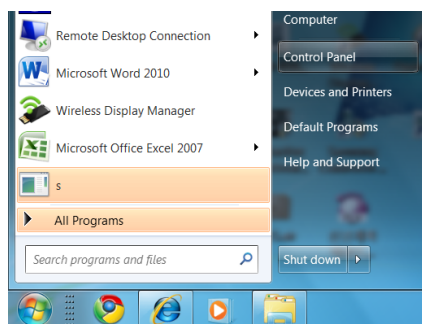 Remote Desktop Connection
Microsoft Word 2010
Wireless Display Manager
Microsoft Office Excel 2007
s
All Programs
Search programs and files
Computer
Control Panel
Devices and Printers
Default Programs
Help and Support
Shut down